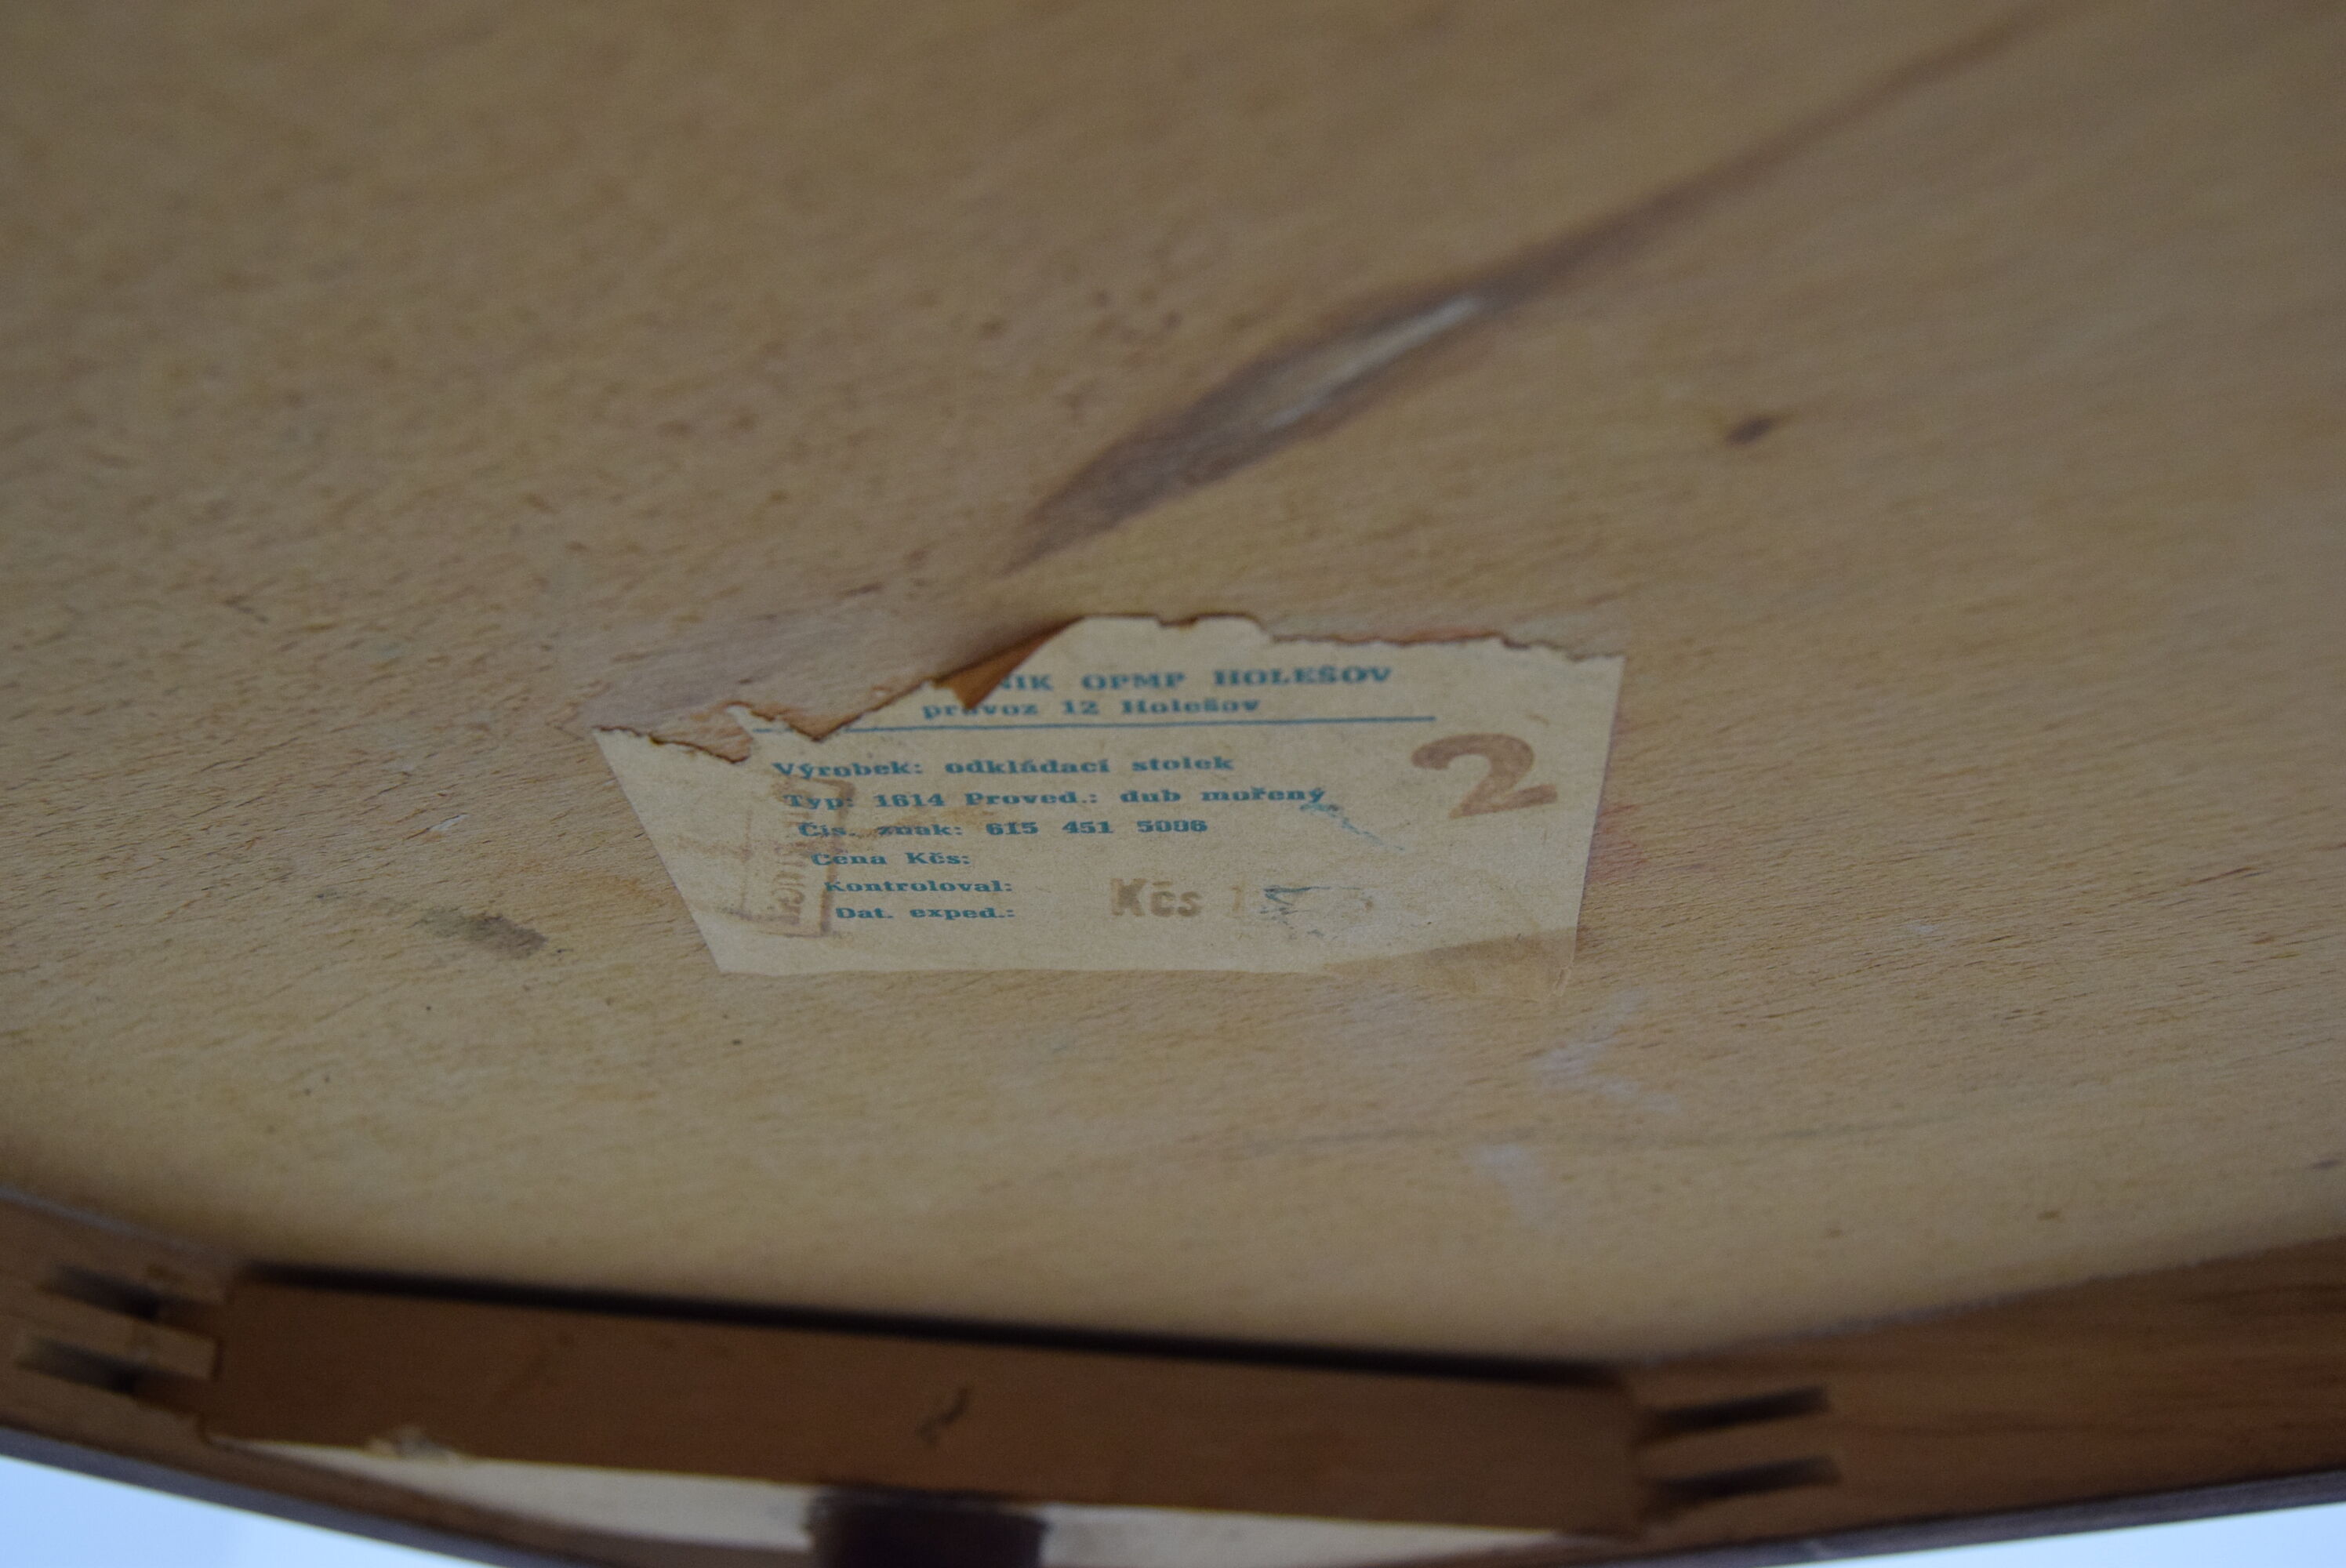 OPMP HOLEŠOV
provoz 12 Holešov
Výrobek: odkládací stolek
Typ: 1614 Proved.: dub mořený
Čís. znak: 615 451 5006
Cena Kčs:
Kontroloval:
Dat. exped.:
Kčs
2